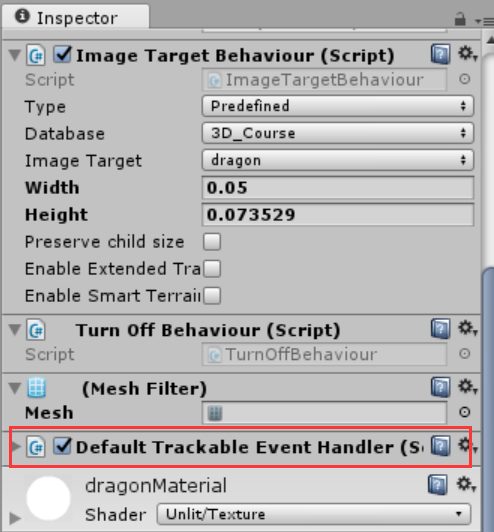 Inspector
Image Target Behaviour (Script)
Script ImageTargetBehaviour
Type Predefined
Database 3D_Course
Image Target dragon
Width 0.05
Height 0.073529
Preserve child size
Enable Extended Tra
Enable Smart Terrain
Turn Off Behaviour (Script)
Script TurnOffBehaviour
(Mesh Filter)
Mesh
Default Trackable Event Handler (Sc
dragonMaterial
Shader Unlit/Texture